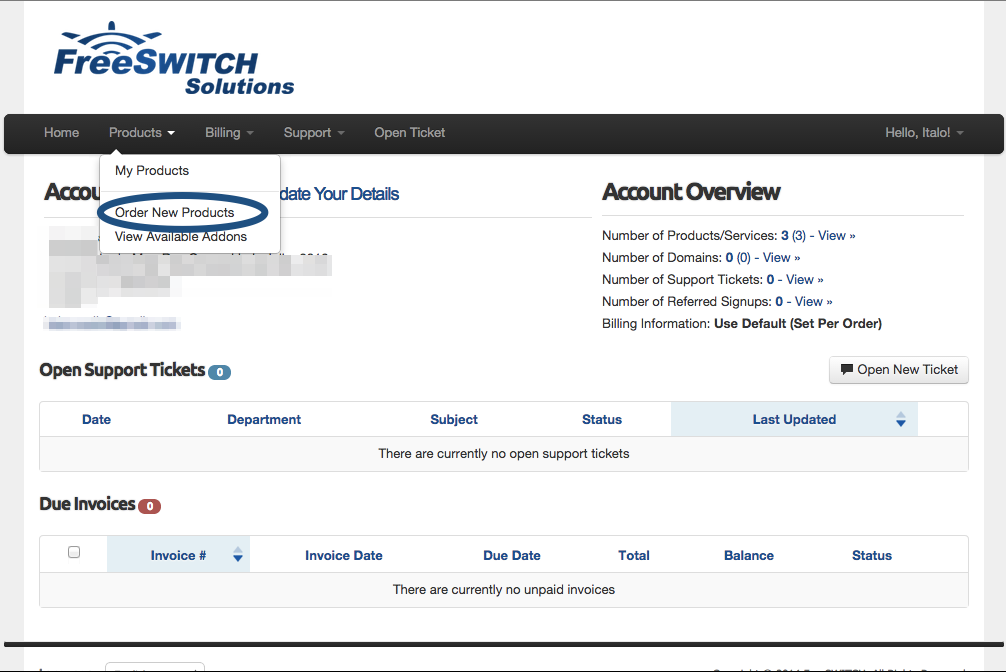 FreeSWITCH
Solutions
Home Products Billing Support Open Ticket Hello, Italo!
My Products
Order New Products
View Available Addons
Accou date Your Details
Account Overview
Number of Products/Services: 3 (3) - View »
Number of Domains: 0 (0) - View »
Number of Support Tickets: 0 - View »
Number of Referred Signups: 0 - View »
Billing Information: Use Default (Set Per Order)
Open Support Tickets 0
Open New Ticket
Date Department Subject Status Last Updated
There are currently no open support tickets
Due Invoices 0
Invoice # Invoice Date Due Date Total Balance Status
There are currently no unpaid invoices